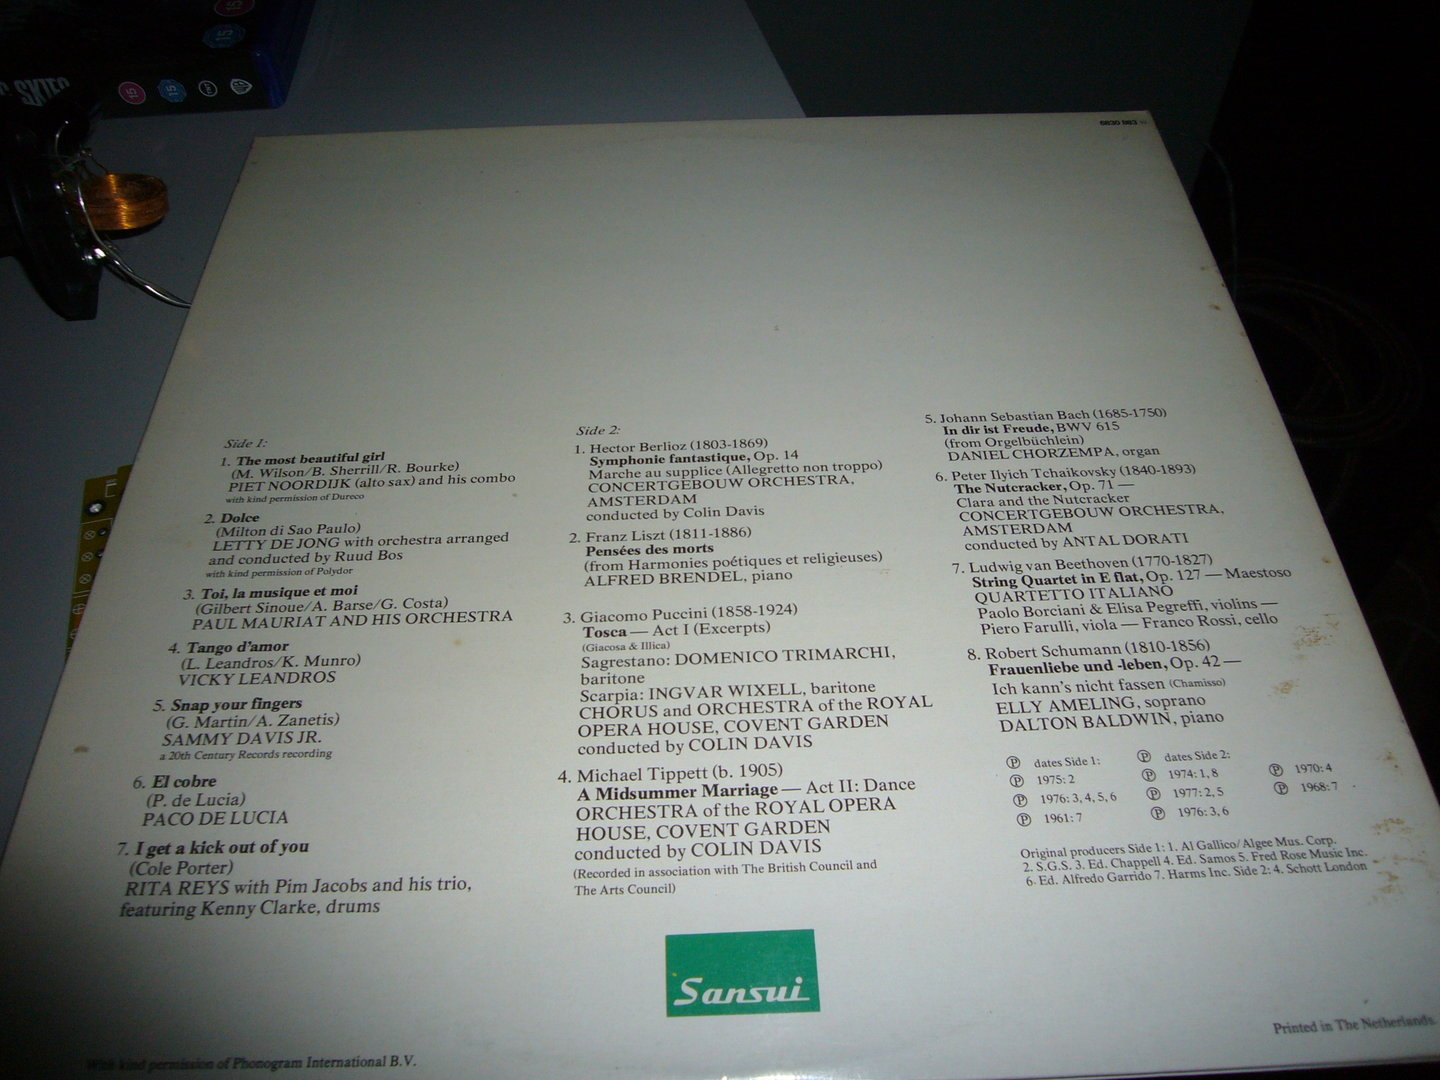 SKIES
15
15
15
15
6830 883
Side 1:
1. The most beautiful girl
(M. Wilson/B. Sherrill/R. Bourke)
PIET NOORDIJK (alto sax) and his combo
with kind permission of Dureco
2. Dolce
(Milton di Sao Paulo)
LETTY DE JONG with orchestra arranged
and conducted by Ruud Bos
with kind permission of Polydor
3. Toi, la musique et moi
(Gilbert Sinoue/A. Barse/G. Costa)
PAUL MAURIAT AND HIS ORCHESTRA
4. Tango d'amor
(L. Leandros/K. Munro)
VICKY LEANDROS
5. Snap your fingers
(G. Martin/A. Zanetis)
SAMMY DAVIS JR.
a 20th Century Records recording
6. El cobre
(P. de Lucia)
PACO DE LUCIA
7. I get a kick out of you
(Cole Porter)
RITA REYS with Pim Jacobs and his trio,
featuring Kenny Clarke, drums
Side 2:
1. Hector Berlioz (1803-1869)
Symphonie fantastique, Op. 14
Marche au supplice (Allegretto non troppo)
CONCERTGEBOUW ORCHESTRA,
AMSTERDAM
conducted by Colin Davis
2. Franz Liszt (1811-1886)
Pensées des morts
(from Harmonies poétiques et religieuses)
ALFRED BRENDEL, piano
3. Giacomo Puccini (1858-1924)
Tosca — Act I (Excerpts)
(Giacosa & Illica)
Sagrestano: DOMENICO TRIMARCHI,
baritone
Scarpia: INGVAR WIXELL, baritone
CHORUS and ORCHESTRA of the ROYAL
OPERA HOUSE, COVENT GARDEN
conducted by COLIN DAVIS
4. Michael Tippett (b. 1905)
A Midsummer Marriage — Act II: Dance
ORCHESTRA of the ROYAL OPERA
HOUSE, COVENT GARDEN
conducted by COLIN DAVIS
(Recorded in association with The British Council and
The Arts Council)
5. Johann Sebastian Bach (1685-1750)
In dir ist Freude, BWV 615
(from Orgelbüchlein)
DANIEL CHORZEMPA, organ
6. Peter Ilyich Tchaikovsky (1840-1893)
The Nutcracker, Op. 71 —
Clara and the Nutcracker
CONCERTGEBOUW ORCHESTRA,
AMSTERDAM
conducted by ANTAL DORATI
7. Ludwig van Beethoven (1770-1827)
String Quartet in E flat, Op. 127 — Maestoso
QUARTETTO ITALIANO
Paolo Borciani & Elisa Pegreffi, violins —
Piero Farulli, viola — Franco Rossi, cello
8. Robert Schumann (1810-1856)
Frauenliebe und -leben, Op. 42 —
Ich kann's nicht fassen (Chamisso)
ELLY AMELING, soprano
DALTON BALDWIN, piano
Ⓟ dates Side 1:
Ⓟ 1975: 2
Ⓟ 1976: 3, 4, 5, 6
Ⓟ 1961: 7
Ⓟ dates Side 2:
Ⓟ 1974: 1, 8
Ⓟ 1977: 2, 5
Ⓟ 1976: 3, 6
Ⓟ 1970: 4
Ⓟ 1968: 7
Original producers Side 1: 1. Al Gallico/Algee Mus. Corp.
2. S.G.S. 3. Ed. Chappell 4. Ed. Samos 5. Fred Rose Music Inc.
6. Ed. Alfredo Garrido 7. Harms Inc. Side 2: 4. Schott London
Sansui
With kind permission of Phonogram International B.V.
Printed in The Netherlands.